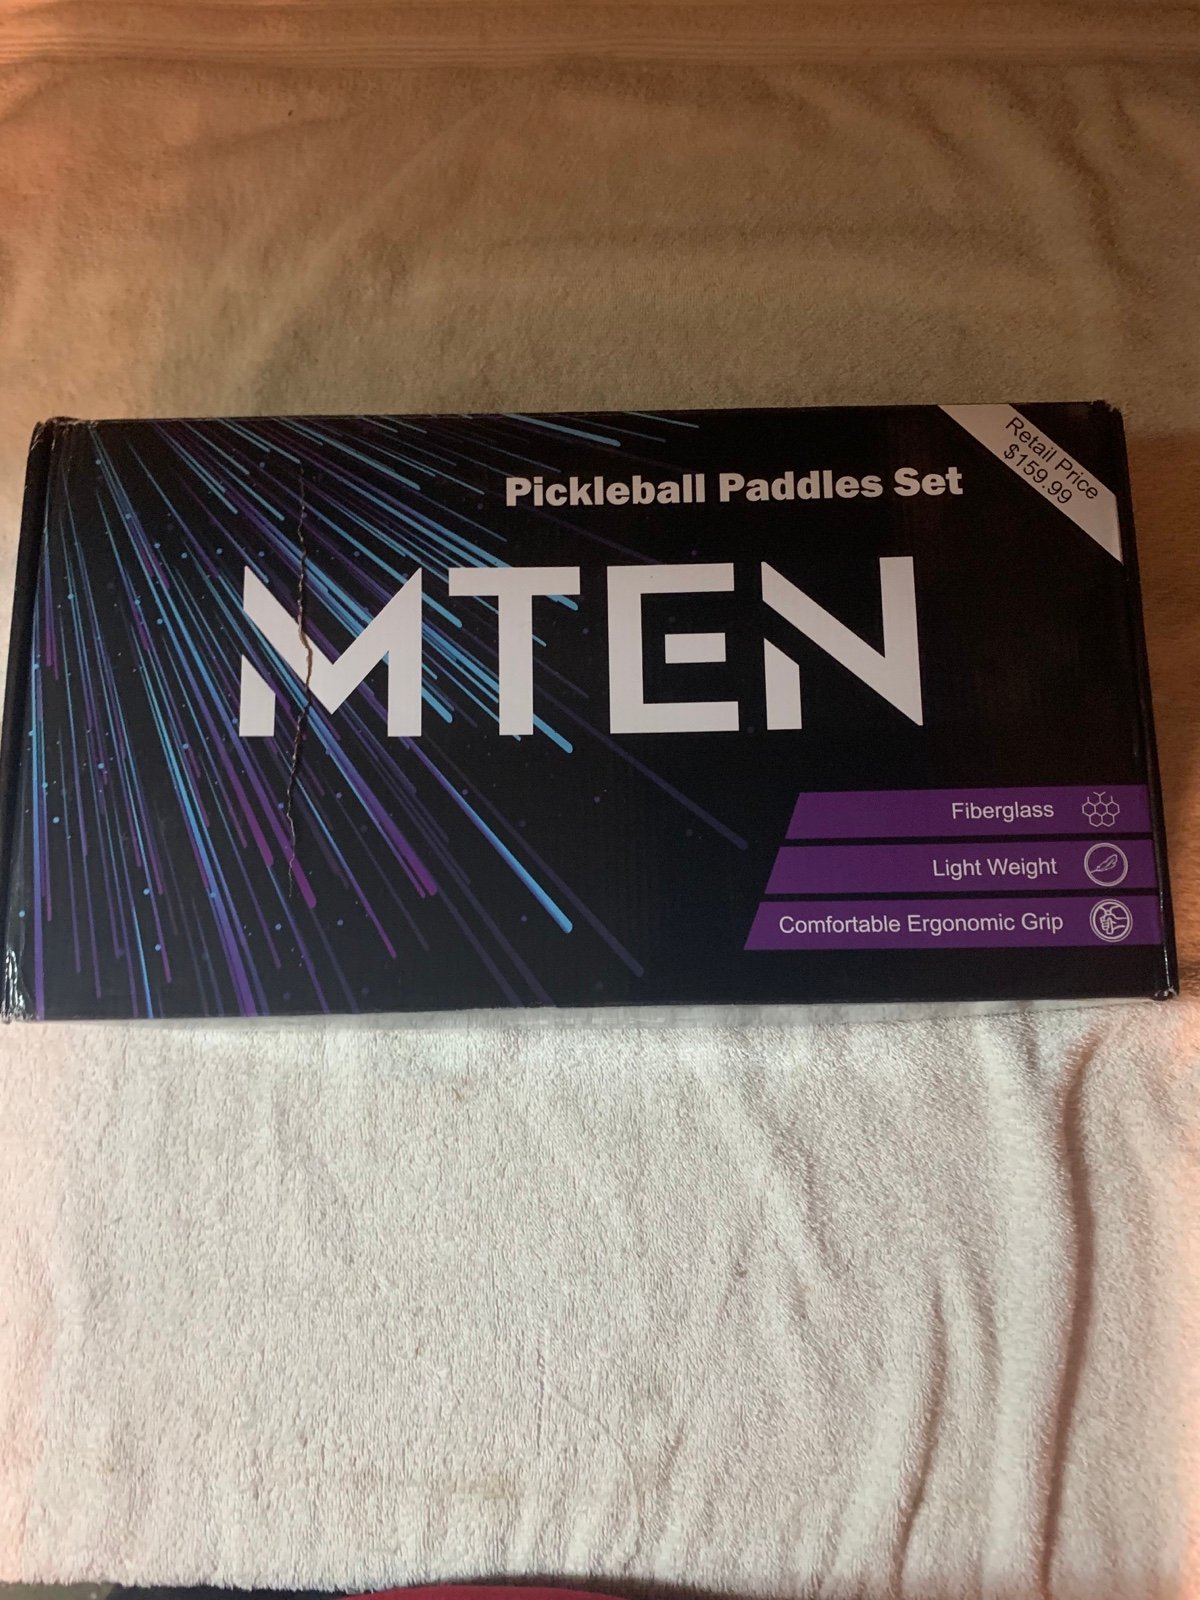 Retail Price
$159.99
Pickleball Paddles Set
MTEN
Fiberglass
Light Weight
Comfortable Ergonomic Grip